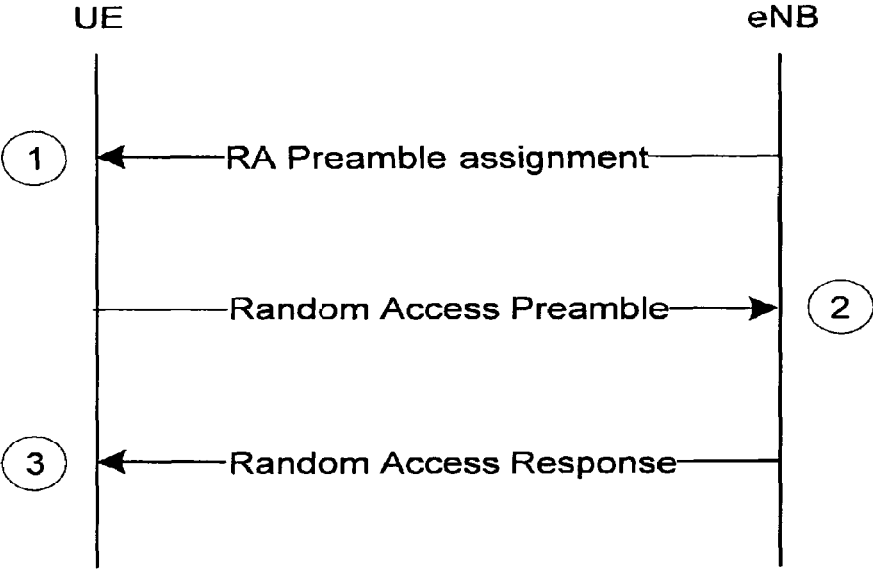 UE
eNB
1
RA Preamble assignment
Random Access Preamble
2
3
Random Access Response